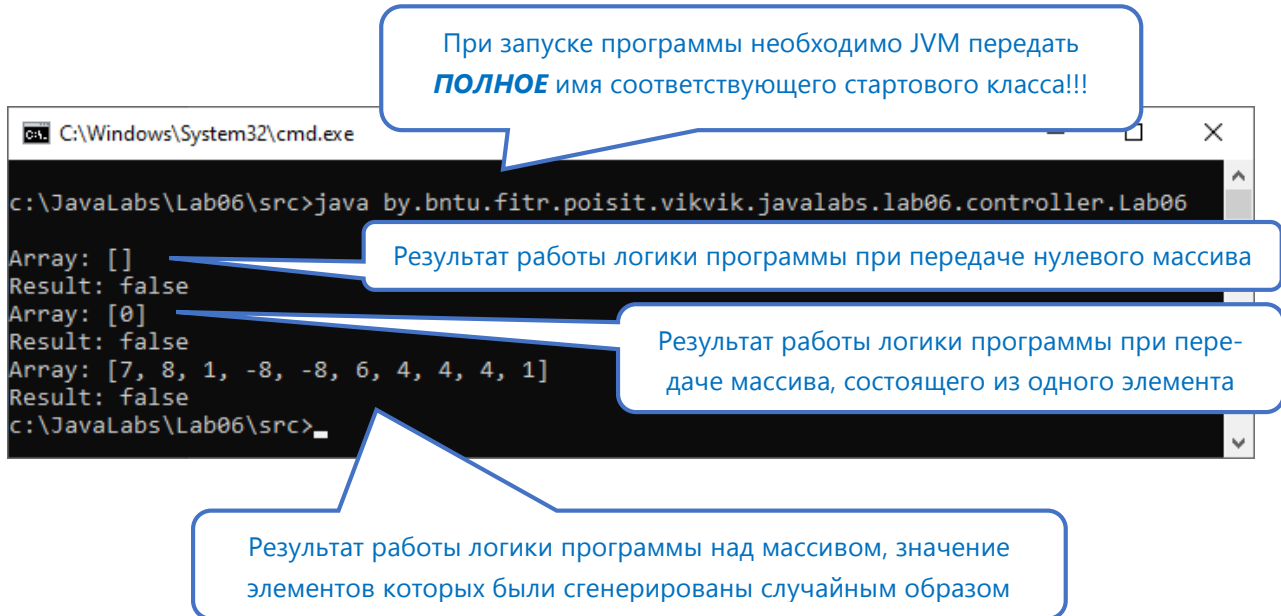 При запуске программы необходимо JVM передать
ПОЛНОЕ имя соответствующего стартового класса!!!
C:\Windows\System32\cmd.exe
c:\JavaLabs\Lab06\src>java by.bntu.fitr.poisit.vikvik.javalabs.lab06.controller.Lab06
Array: []
Результат работы логики программы при передаче нулевого массива
Result: false
Array: [0]
Result: false
Результат работы логики программы при пере-
даче массива, состоящего из одного элемента
Array: [7, 8, 1, -8, -8, 6, 4, 4, 4, 1]
Result: false
c:\JavaLabs\Lab06\src>
Результат работы логики программы над массивом, значение
элементов которых были сгенерированы случайным образом